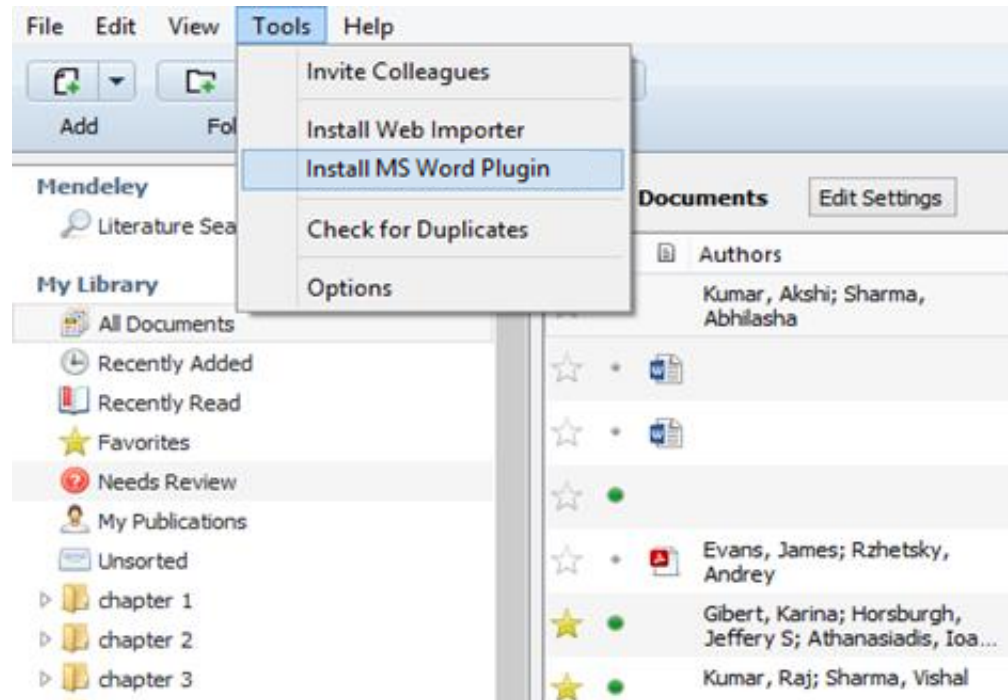 File Edit View Tools Help
Invite Colleagues
Install Web Importer
Install MS Word Plugin
Check for Duplicates
Options
Add
Fol
Mendeley
Literature Sea
My Library
All Documents
Recently Added
Recently Read
Favorites
Needs Review
My Publications
Unsorted
chapter 1
chapter 2
chapter 3
Documents Edit Settings
Authors
Kumar, Akshi; Sharma,
Abhilasha
Evans, James; Rzhetsky,
Andrey
Gibert, Karina; Horsburgh,
Jeffery S; Athanasiadis, Ioa...
Kumar, Raj; Sharma, Vishal